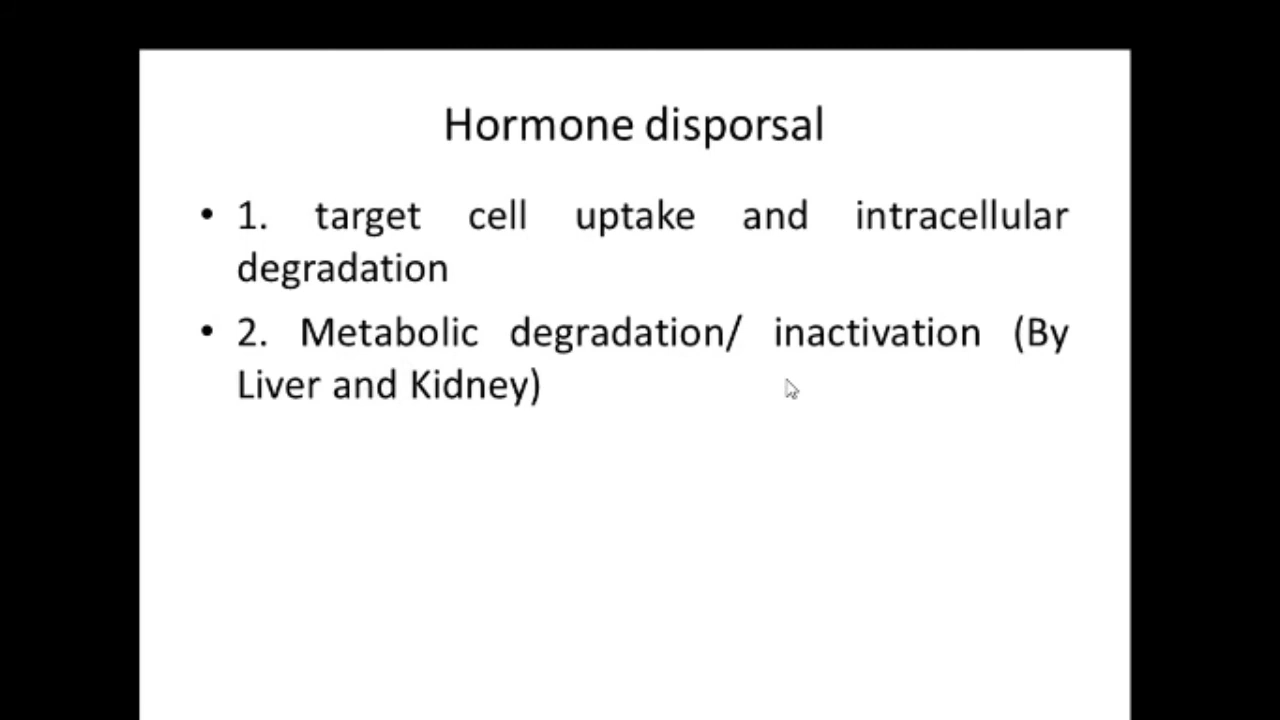 Hormone disporsal
• 1. target cell uptake and intracellular
degradation
• 2. Metabolic degradation/ inactivation (By
Liver and Kidney)